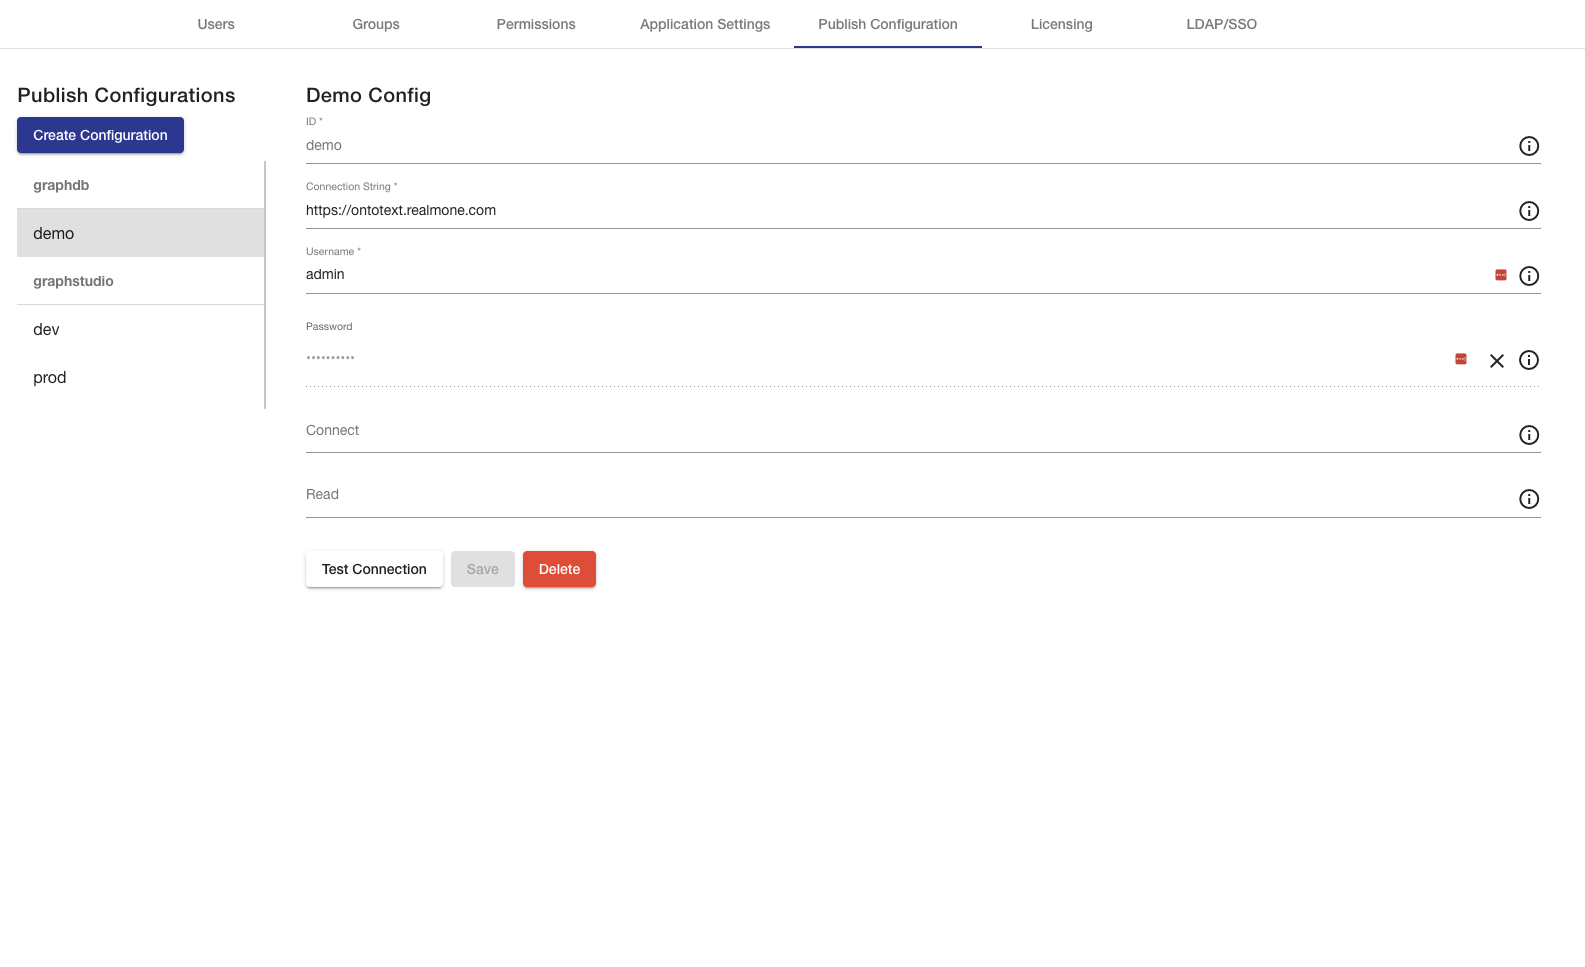 Users
Groups
Permissions
Application Settings
Publish Configuration
Licensing
LDAP/SSO
Publish Configurations
Create Configuration
graphdb
demo
graphstudio
dev
prod
Demo Config
ID *
demo
Connection String *
https://ontotext.realmone.com
Username *
admin
Password
••••••••••
Connect
Read
Test Connection
Save
Delete